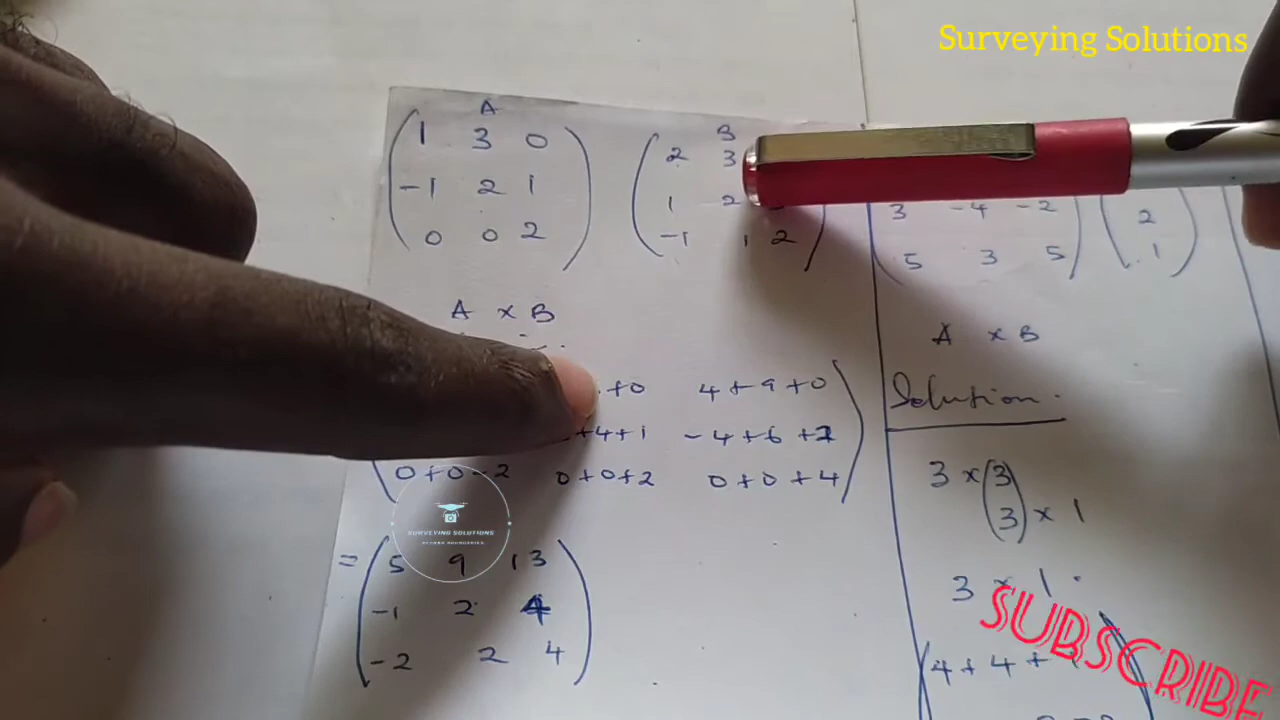 Surveying Solutions
A
1 3 0
-1 2 1
0 0 2
B
2 3
1 2
-1 1 2
3 -4 -2
5 3 5
2
1
A × B
+0 4+9+0
+4+1 -4+6+2
0+0-2 0+0+2 0+0+4
= 5 9 13
-1 2 4
-2 2 4
SURVEYING SOLUTIONS
A × B
Solution.
3 × 3
3 × 1
3 × 1
4+4+
SUBSCRIBE